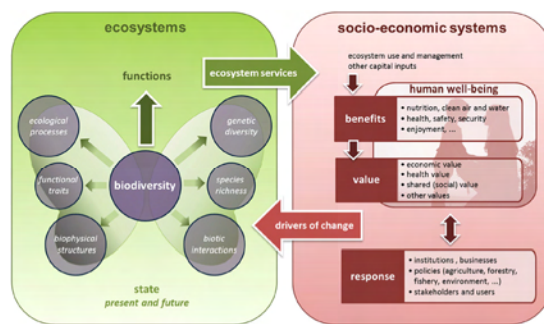 ecosystems
functions
ecosystem services
ecological
processes
genetic
diversity
functional
traits
biodiversity
species
richness
biophysical
structures
biotic
interactions
state
present and future
drivers of change
socio-economic systems
ecosystem use and management
other capital inputs
human well-being
benefits
• nutrition, clean air and water
• health, safety, security
• enjoyment, ...
value
• economic value
• health value
• shared (social) value
• other values
response
• institutions, businesses
• policies (agriculture, forestry,
fishery, environment, ...)
• stakeholders and users